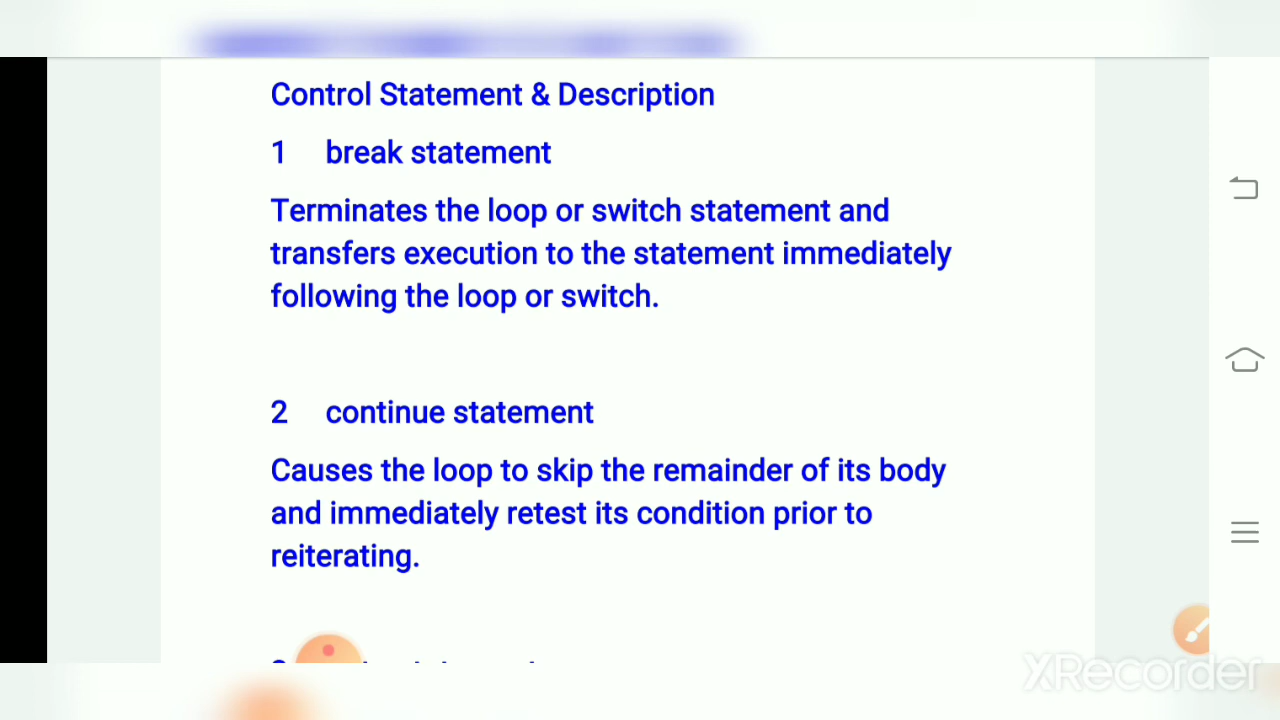 Control Statement & Description
1 break statement
Terminates the loop or switch statement and
transfers execution to the statement immediately
following the loop or switch.
2 continue statement
Causes the loop to skip the remainder of its body
and immediately retest its condition prior to
reiterating.
XRecorder